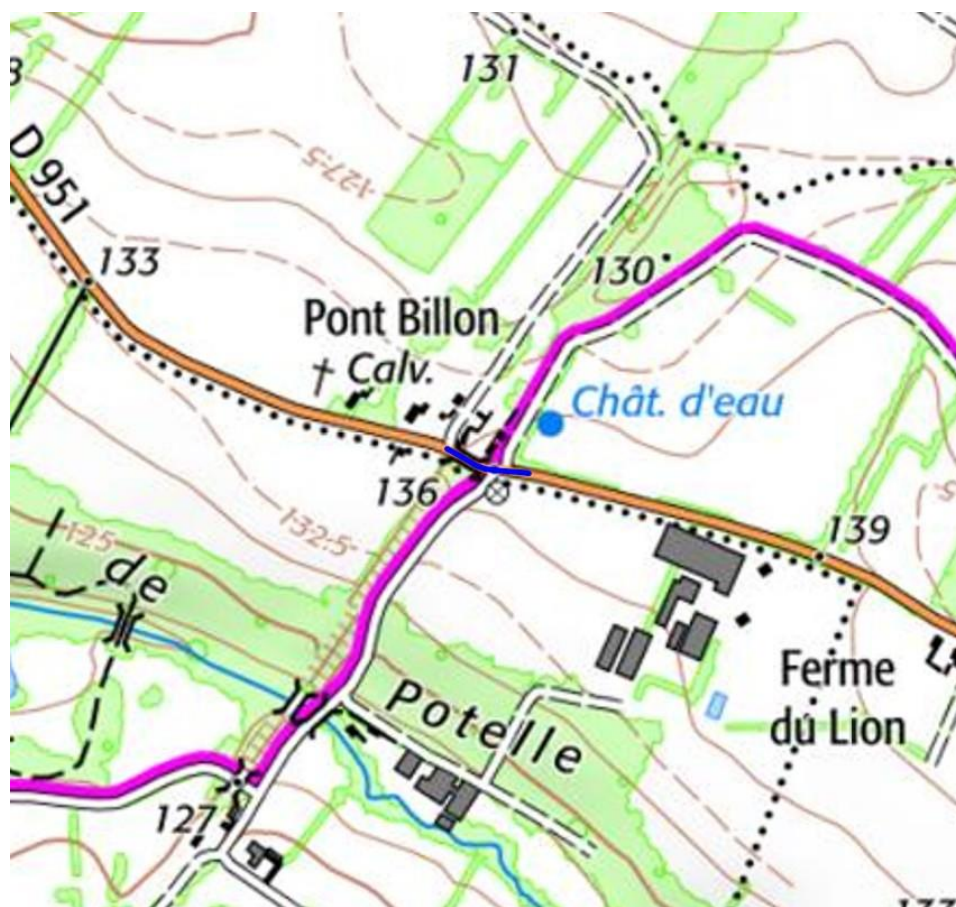 131
D 951
127.5
133
130
Pont Billon
Calv.
Chât. d'eau
136
132.5
139
125
de
Potelle
Ferme
du Lion
127